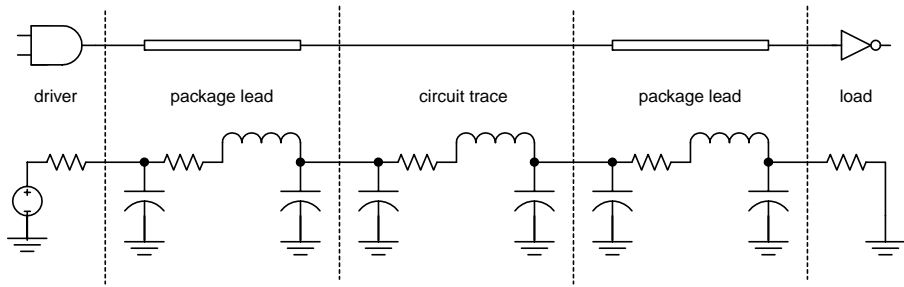 driver
package lead
circuit trace
package lead
load